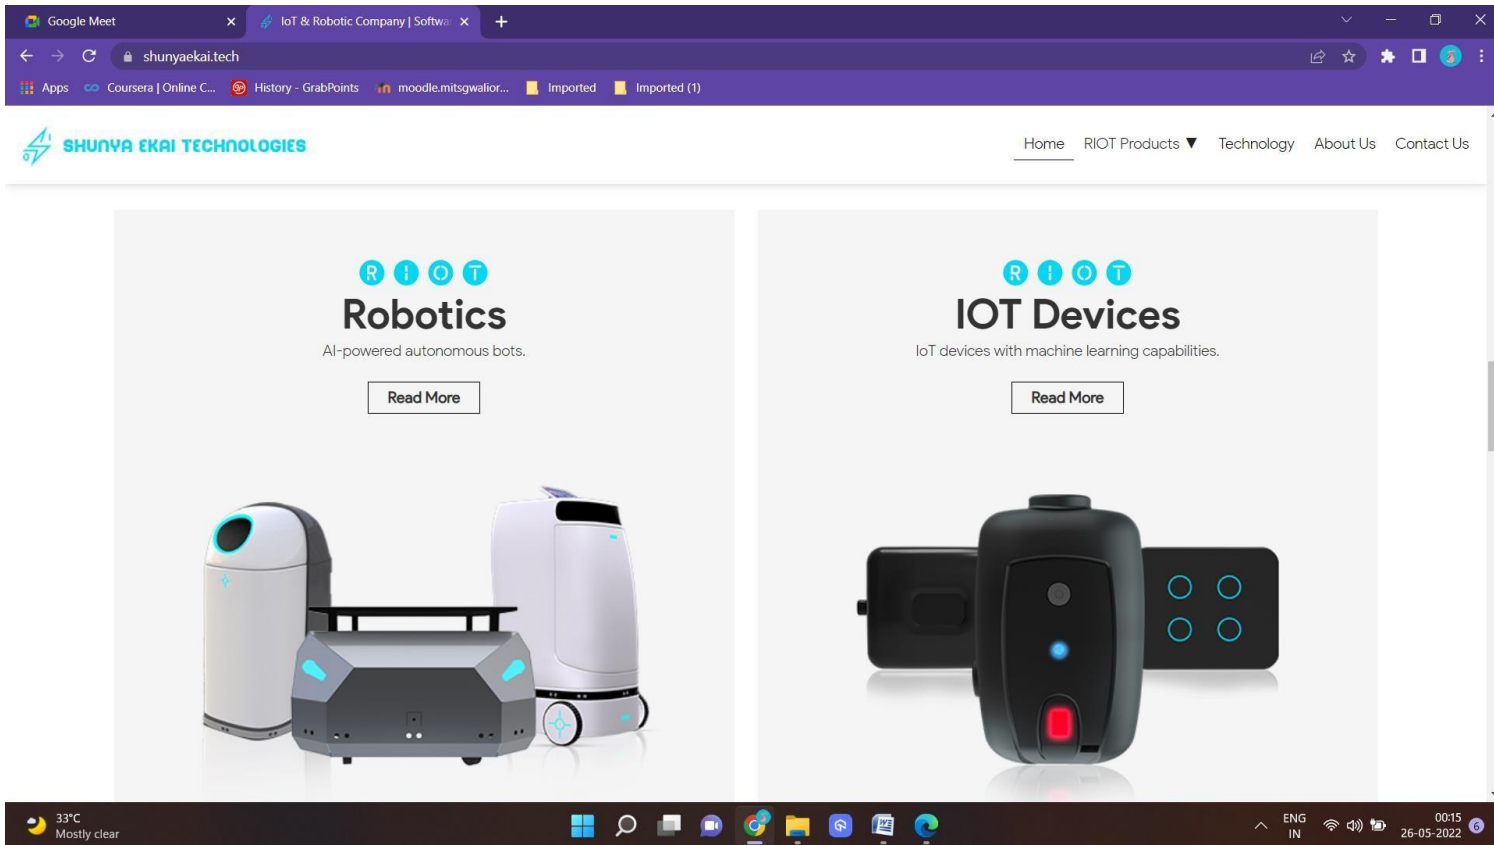 Google Meet
IoT & Robotic Company | Softwa
shunyaekai.tech
Apps
Coursera | Online C...
History - GrabPoints
moodle.mitsgwalior...
Imported
Imported (1)
SHUNYA EKAI TECHNOLOGIES
Home RIOT Products ▼ Technology About Us Contact Us
RIOT
Robotics
AI-powered autonomous bots.
Read More
RIOT
IOT Devices
IoT devices with machine learning capabilities.
Read More
33°C
Mostly clear
ENG
IN
00:15
26-05-2022
6